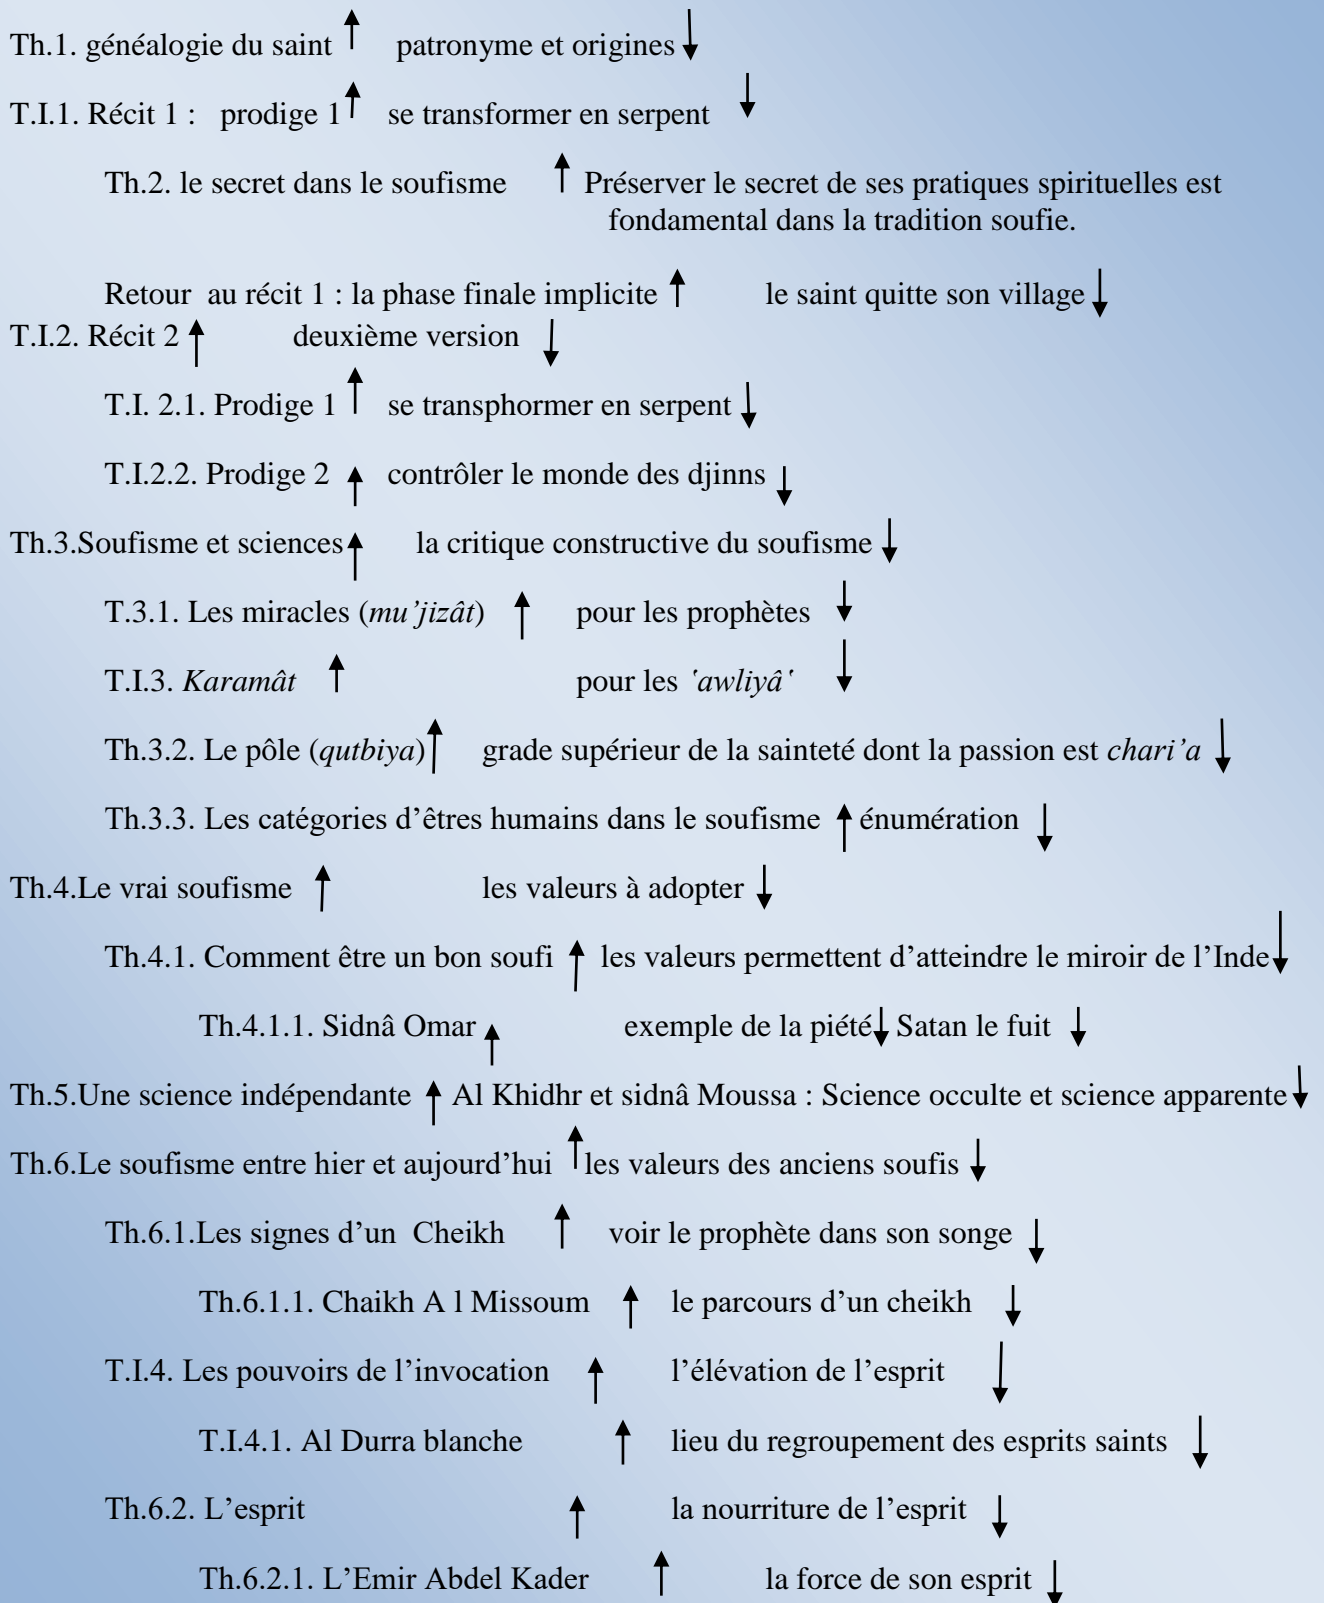 Th.1. généalogie du saint ↑ patronyme et origines ↓
T.I.1. Récit 1 : prodige 1 ↑ se transformer en serpent ↓
Th.2. le secret dans le soufisme ↑ Préserver le secret de ses pratiques spirituelles est
fondamental dans la tradition soufie.
Retour au récit 1 : la phase finale implicite ↑ le saint quitte son village ↓
T.I.2. Récit 2 ↑ deuxième version ↓
T.I. 2.1. Prodige 1 ↑ se transphormer en serpent ↓
T.I.2.2. Prodige 2 ↑ contrôler le monde des djinns ↓
Th.3.Soufisme et sciences ↑ la critique constructive du soufisme ↓
T.3.1. Les miracles (mu’jizât) ↑ pour les prophètes ↓
T.I.3. Karamât ↑ pour les ‛awliyâ‛ ↓
Th.3.2. Le pôle (qutbiya) ↑ grade supérieur de la sainteté dont la passion est chari’a ↓
Th.3.3. Les catégories d’êtres humains dans le soufisme ↑ énumération ↓
Th.4.Le vrai soufisme ↑ les valeurs à adopter ↓
Th.4.1. Comment être un bon soufi ↑ les valeurs permettent d’atteindre le miroir de l’Inde ↓
Th.4.1.1. Sidnâ Omar ↑ exemple de la piété ↓ Satan le fuit ↓
Th.5.Une science indépendante ↑ Al Khidhr et sidnâ Moussa : Science occulte et science apparente ↓
Th.6.Le soufisme entre hier et aujourd’hui ↑ les valeurs des anciens soufis ↓
Th.6.1.Les signes d’un Cheikh ↑ voir le prophète dans son songe ↓
Th.6.1.1. Chaikh A l Missoum ↑ le parcours d’un cheikh ↓
T.I.4. Les pouvoirs de l’invocation ↑ l’élévation de l’esprit ↓
T.I.4.1. Al Durra blanche ↑ lieu du regroupement des esprits saints ↓
Th.6.2. L’esprit ↑ la nourriture de l’esprit ↓
Th.6.2.1. L’Emir Abdel Kader ↑ la force de son esprit ↓